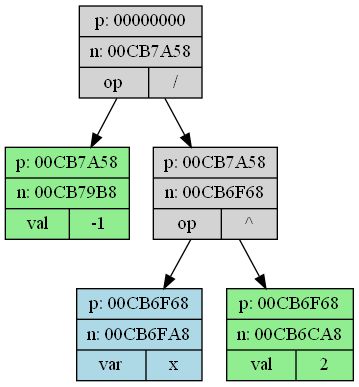 p: 00000000
n: 00CB7A58
op /
p: 00CB7A58
n: 00CB79B8
val -1
p: 00CB7A58
n: 00CB6F68
op ^
p: 00CB6F68
n: 00CB6FA8
var x
p: 00CB6F68
n: 00CB6CA8
val 2